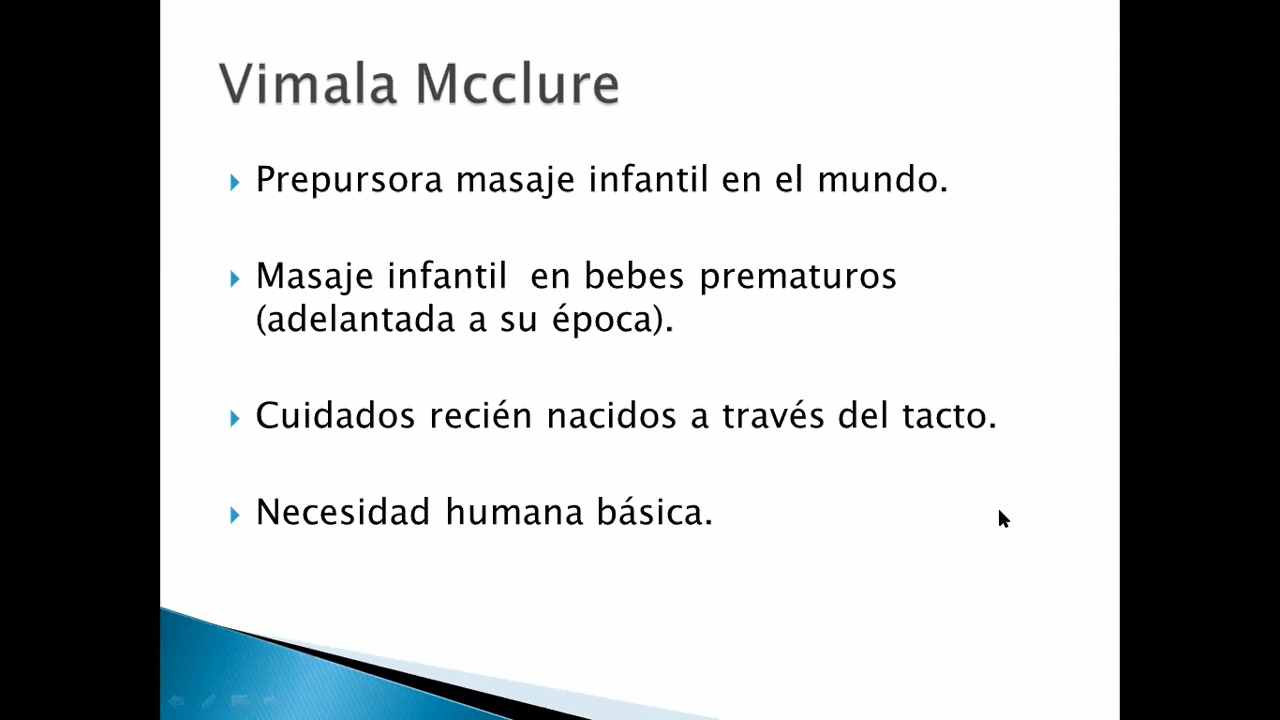 Vimala Mcclure
Prepursora masaje infantil en el mundo.
Masaje infantil  en bebes prematuros
(adelantada a su época).
Cuidados recién nacidos a través del tacto.
Necesidad humana básica.